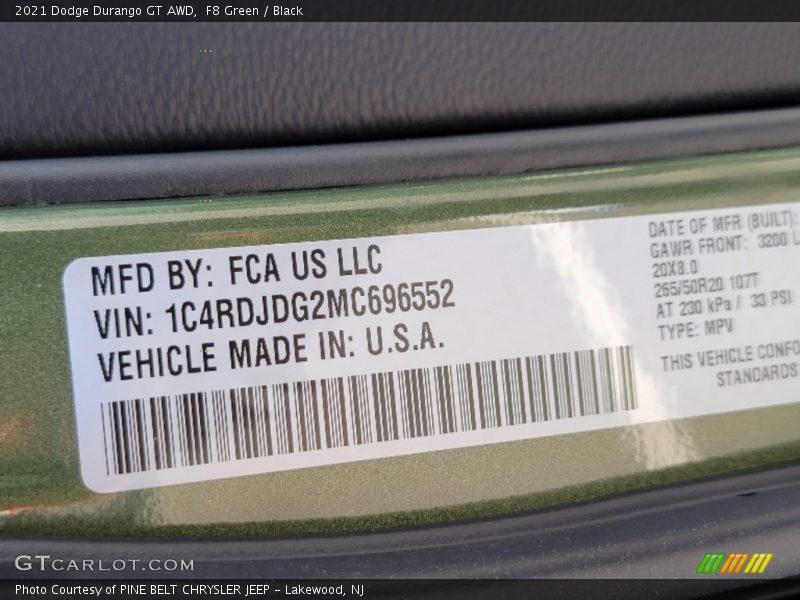 2021 Dodge Durango GT AWD, F8 Green / Black
MFD BY: FCA US LLC
VIN: 1C4RDJDG2MC696552
VEHICLE MADE IN: U.S.A.
DATE OF MFR (BUILT):
GAWR FRONT: 3200 L
20X8.0
265/50R20 107T
AT 230 kPa / 33 PSI
TYPE: MPV
THIS VEHICLE CONFO
STANDARDS
GTCARLOT.COM
Photo Courtesy of PINE BELT CHRYSLER JEEP - Lakewood, NJ